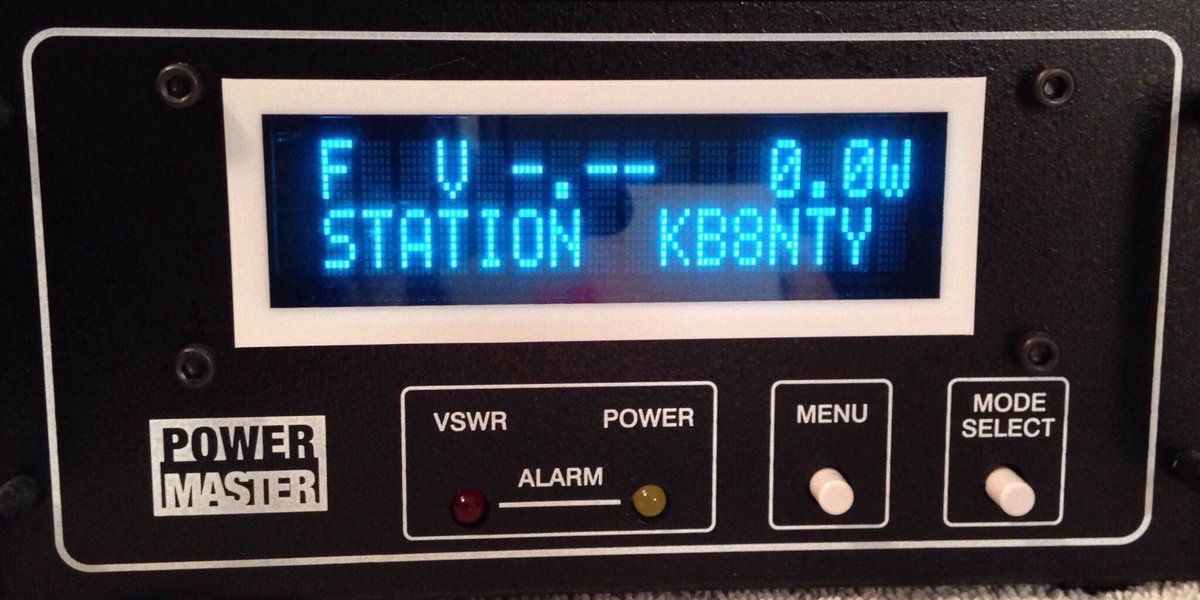 F V -.-- 0.0W
STATION KB8NTY
POWER
MASTER
VSWR POWER
ALARM
MENU
MODE
SELECT